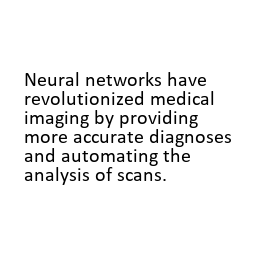 Neural networks have
revolutionized medical
imaging by providing
more accurate diagnoses
and automating the
analysis of scans.